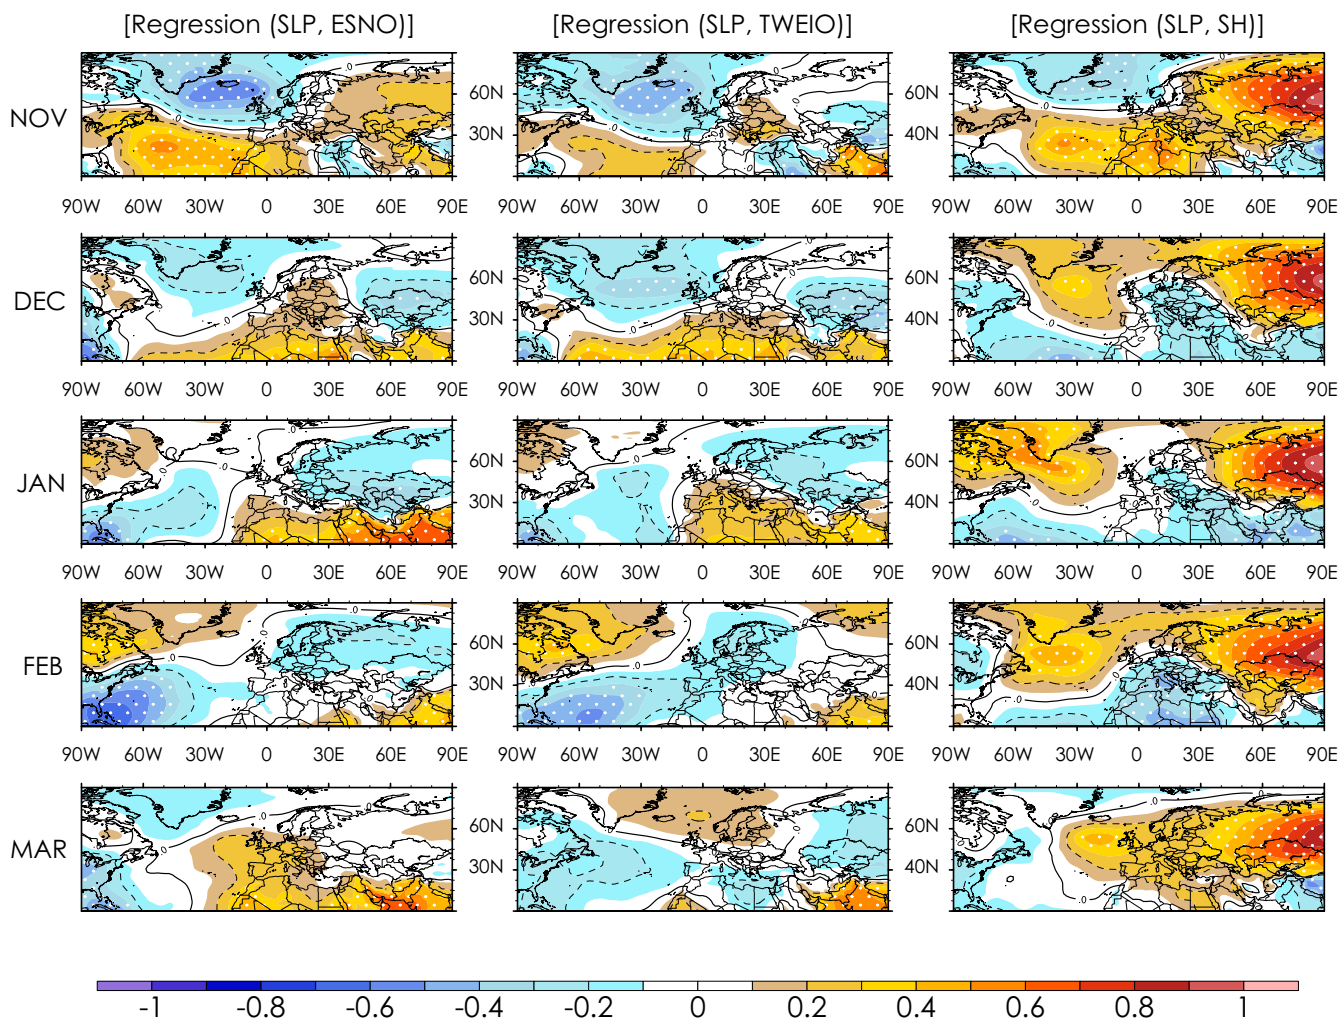 [Regression (SLP, ESNO)] [Regression (SLP, TWEIO)] [Regression (SLP, SH)]
NOV
60N 60N
30N 40N
90W 60W 30W 0 30E 60E 90E 90W 60W 30W 0 30E 60E 90E 90W 60W 30W 0 30E 60E 90E
DEC
60N 60N
30N 40N
90W 60W 30W 0 30E 60E 90E 90W 60W 30W 0 30E 60E 90E 90W 60W 30W 0 30E 60E 90E
JAN
60N 60N
30N 40N
90W 60W 30W 0 30E 60E 90E 90W 60W 30W 0 30E 60E 90E 90W 60W 30W 0 30E 60E 90E
FEB
60N 60N
30N 40N
90W 60W 30W 0 30E 60E 90E 90W 60W 30W 0 30E 60E 90E 90W 60W 30W 0 30E 60E 90E
MAR
60N 60N
30N 40N
-1 -0.8 -0.6 -0.4 -0.2 0 0.2 0.4 0.6 0.8 1